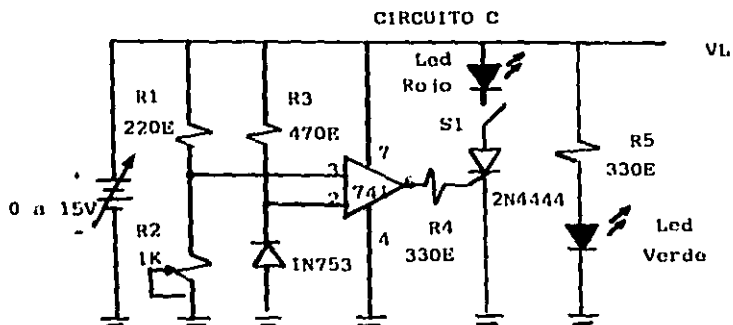 CIRCUITO C
VL
Led
Rojo
R1
220E
R3
470E
S1
R5
330E
7
3
741
6
2
2N4444
0 a 15V
+
-
R2
1K
4
R4
330E
IN753
Led
Verde